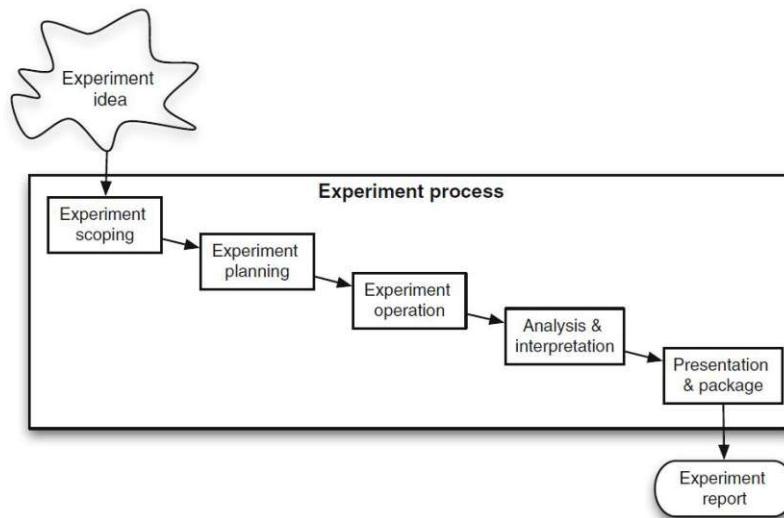 Experiment
idea
Experiment process
Experiment
scoping
Experiment
planning
Experiment
operation
Analysis &
interpretation
Presentation
& package
Experiment
report